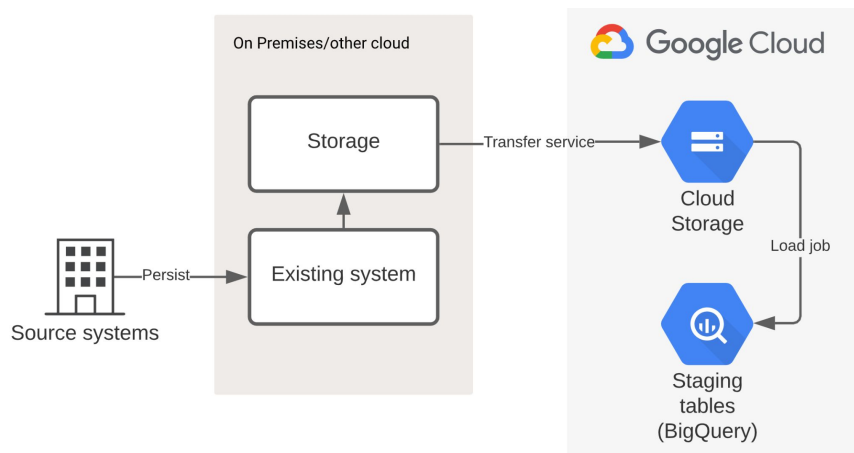 On Premises/other cloud
Google Cloud
Storage
Transfer service
Cloud
Storage
Load job
Persist
Existing system
Source systems
Staging
tables
(BigQuery)